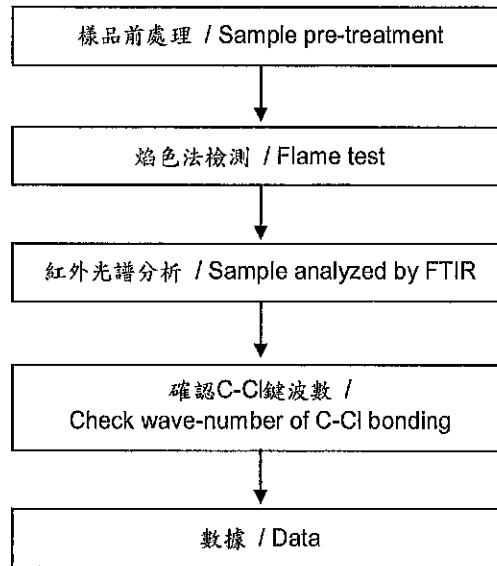 樣品前處理 / Sample pre-treatment
焰色法檢測 / Flame test
紅外光譜分析 / Sample analyzed by FTIR
確認C-Cl鍵波數 /
Check wave-number of C-Cl bonding
數據 / Data